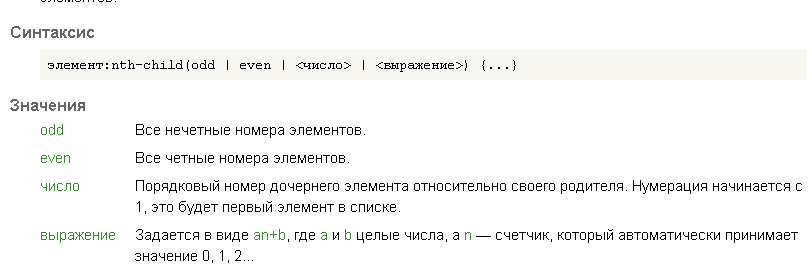 элементов.
Синтаксис
элемент:nth-child(odd | even | <число> | <выражение>) {...}
Значения
odd Все нечетные номера элементов.
even Все четные номера элементов.
число Порядковый номер дочернего элемента относительно своего родителя. Нумерация начинается с
1, это будет первый элемент в списке.
выражение Задается в виде an+b, где a и b целые числа, а n — счетчик, который автоматически принимает
значение 0, 1, 2...